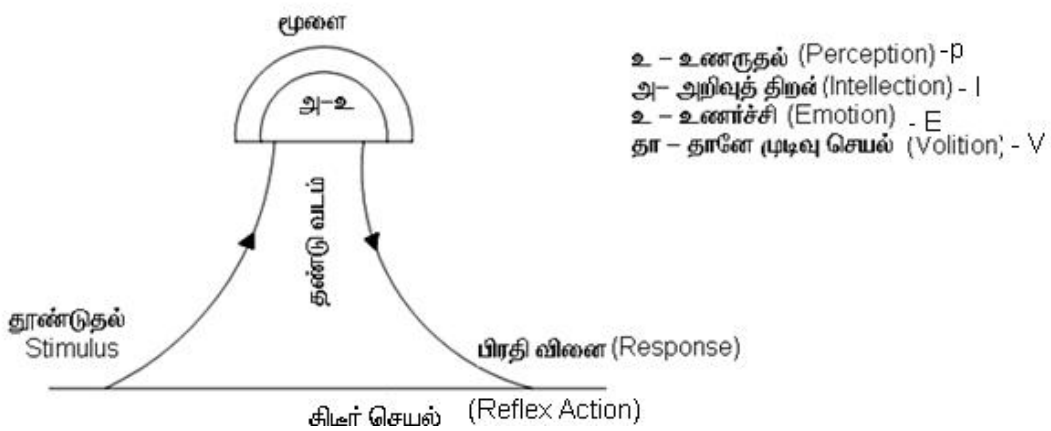 மூளை
உ – உணருதல் (Perception) -p
அ– அறிவுத் திறன் (Intellection) - I
உ – உணர்ச்சி (Emotion) - E
தா – தானே முடிவு செயல் (Volition) - V
அ–உ
தண்டு வடம்
தூண்டுதல்
Stimulus
பிரதி வினை (Response)
திடீர் செயல் (Reflex Action)